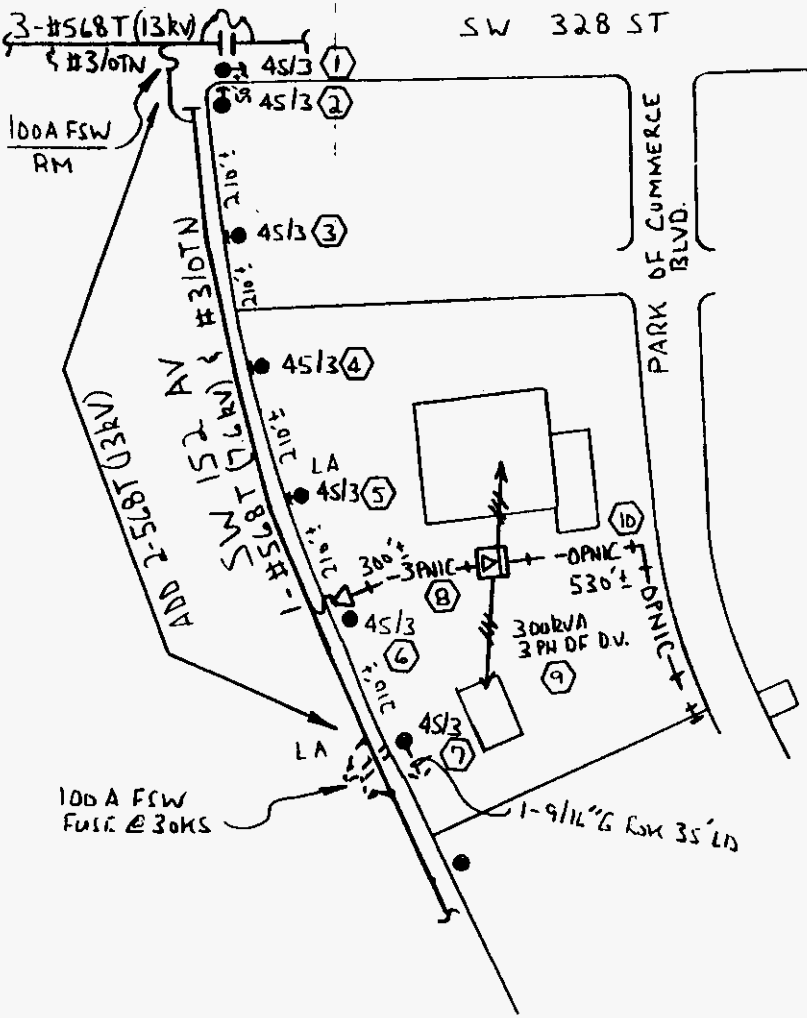 3-#568T (13kV)
& #3/0TN
SW 328 ST
45/3 1
45/3 2
100A FSW
RM
210'±
45/3 3
#3/0TN
210'±
PARK OF CUMMERCE
BLVD.
45/3 4
SW 152 AV
1-#568T (7.6kV) &
ADD 2-568T (13kV)
210'±
LA
45/3 5
210'±
300'±
3PNIC
8
10
OPNIC
530'±
OPNIC
45/3
6
300kVA
3 PH DF D.V.
9
210'±
45/3
7
LA
100A FSW
FUSE @ 30KS
1-9/16"G 35' LD